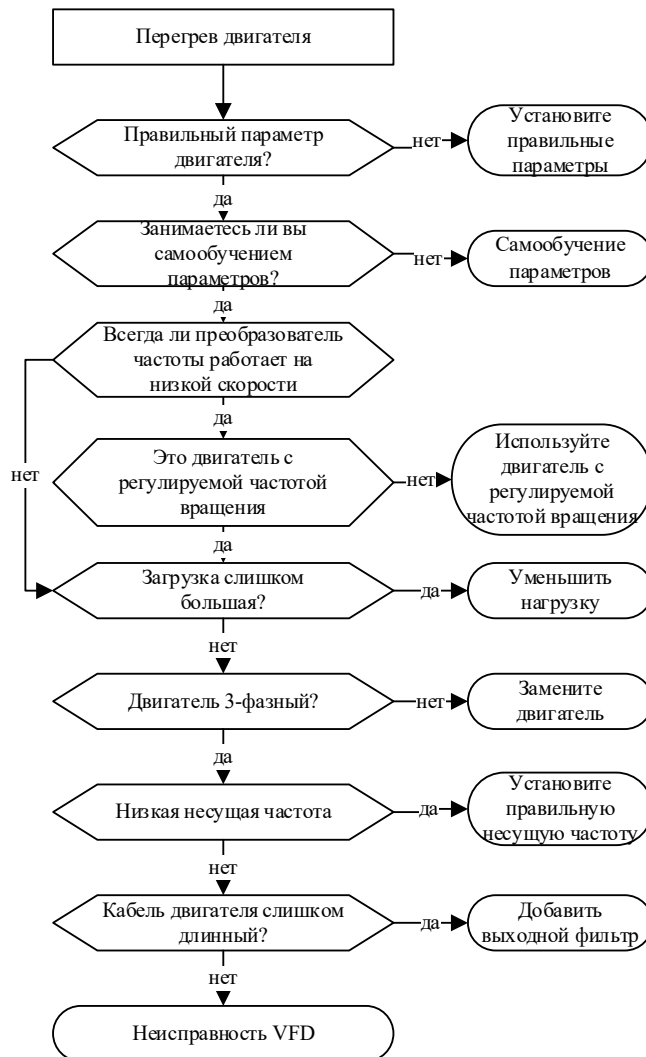 Перегрев двигателя
Правильный параметр
двигателя?
нет
Установите
правильные
параметры
да
Занимаетесь ли вы
самообучением
параметров?
нет
Самообучение
параметров
да
Всегда ли преобразователь
частоты работает на
низкой скорости
нет
да
Это двигатель с
регулируемой частотой
вращения
нет
Используйте
двигатель с
регулируемой
частотой вращения
да
Загрузка слишком
большая?
да
Уменьшить
нагрузку
нет
Двигатель 3-фазный?
нет
Замените
двигатель
да
Низкая несущая частота
да
Установите
правильную
несущую частоту
нет
Кабель двигателя слишком
длинный?
да
Добавить
выходной фильтр
нет
Неисправность VFD